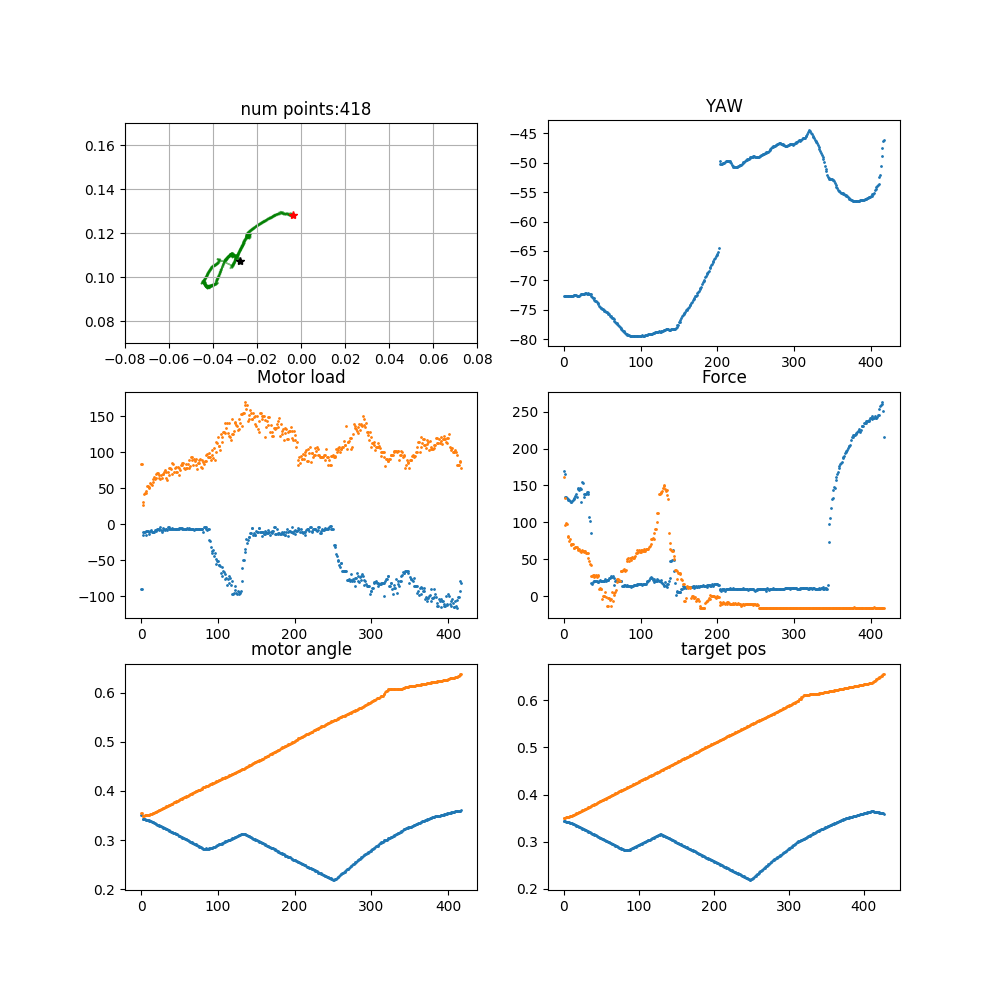 num points:418
0.16
0.14
0.12
0.10
0.08
−0.08 −0.06 −0.04 −0.02 0.00 0.02 0.04 0.06 0.08
YAW
−45
−50
−55
−60
−65
−70
−75
−80
0 100 200 300 400
Motor load
150
100
50
0
−50
−100
0 100 200 300 400
Force
250
200
150
100
50
0
0 100 200 300 400
motor angle
0.6
0.5
0.4
0.3
0.2
0 100 200 300 400
target pos
0.6
0.5
0.4
0.3
0.2
0 100 200 300 400